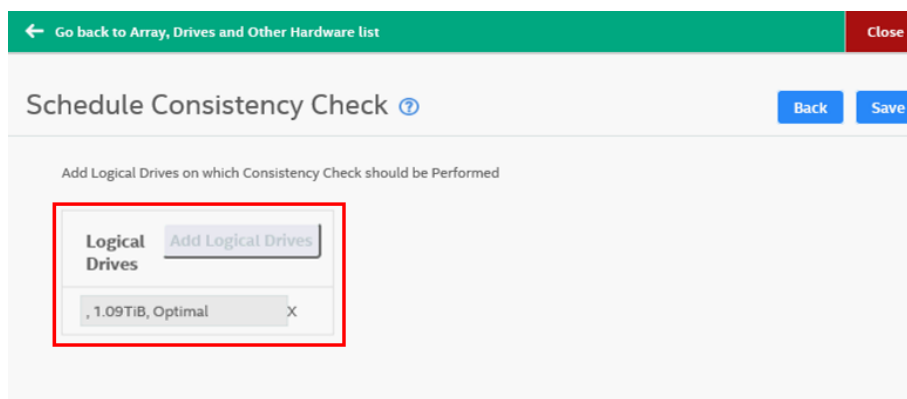 Go back to Array, Drives and Other Hardware list
Close
Schedule Consistency Check
Back
Save
Add Logical Drives on which Consistency Check should be Performed
Logical Drives
Add Logical Drives
, 1.09TiB, Optimal X